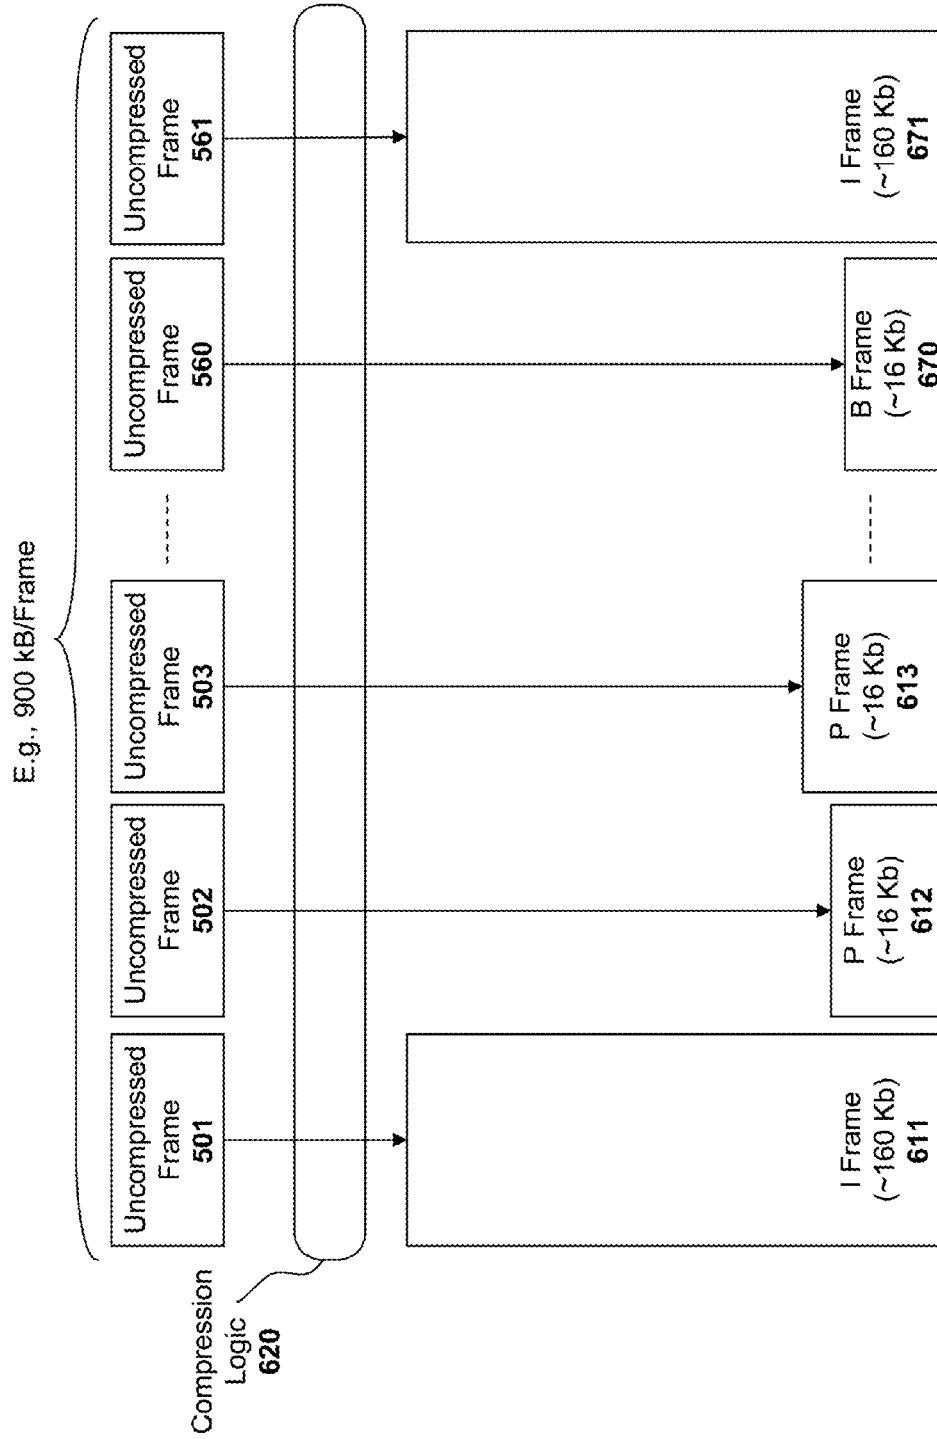 E.g., 900 kB/Frame
Uncompressed
Frame
501
Uncompressed
Frame
502
Uncompressed
Frame
503
Uncompressed
Frame
560
Uncompressed
Frame
561
Compression
Logic
620
I Frame
(~160 Kb)
611
P Frame
(~16 Kb)
612
P Frame
(~16 Kb)
613
B Frame
(~16 Kb)
670
I Frame
(~160 Kb)
671